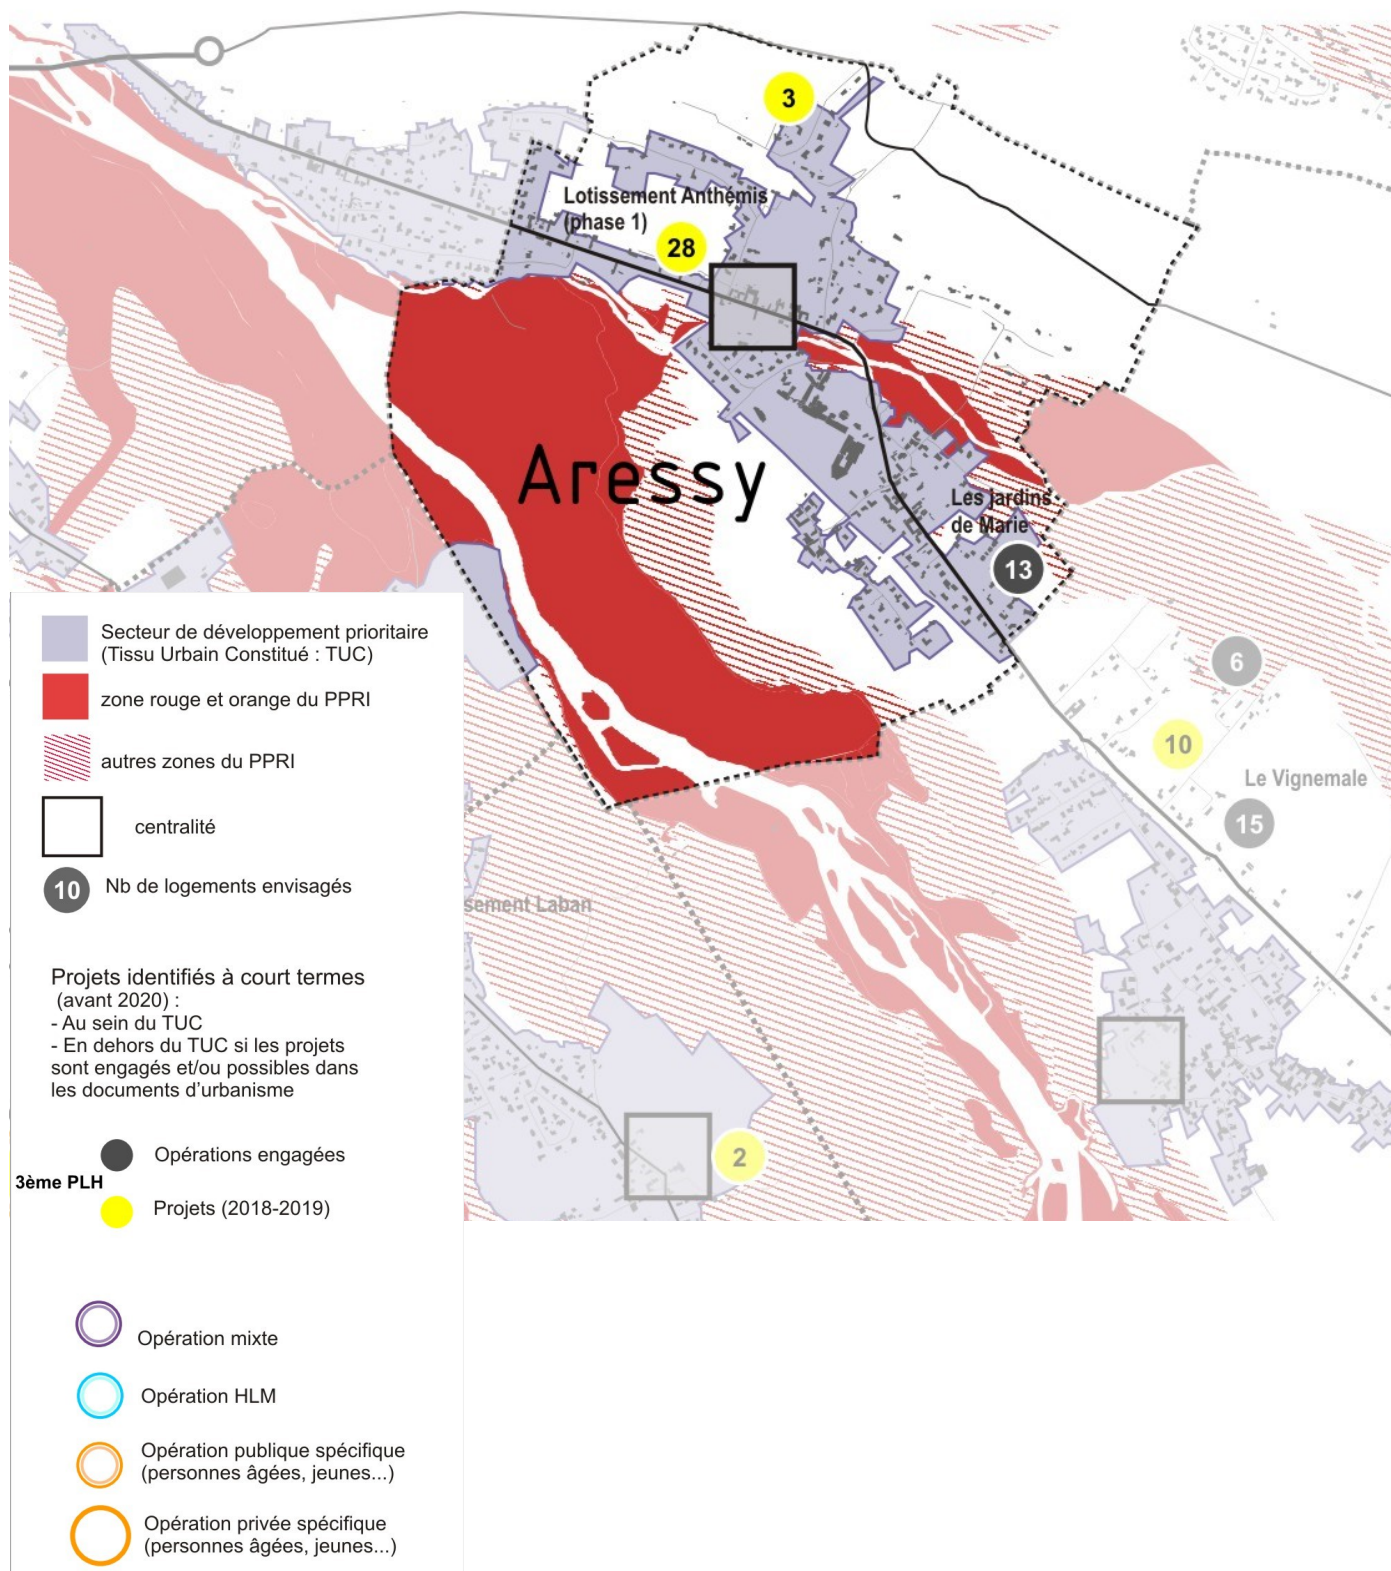 3
Lotissement Anthémis
(phase 1)
28
Aressy
Les jardins
de Marie
13
6
10
Le Vignemale
15
sement Laban
2
Secteur de développement prioritaire
(Tissu Urbain Constitué : TUC)
zone rouge et orange du PPRI
autres zones du PPRI
centralité
10 Nb de logements envisagés
Projets identifiés à court termes
(avant 2020) :
- Au sein du TUC
- En dehors du TUC si les projets
sont engagés et/ou possibles dans
les documents d'urbanisme
Opérations engagées
3ème PLH
Projets (2018-2019)
Opération mixte
Opération HLM
Opération publique spécifique
(personnes âgées, jeunes...)
Opération privée spécifique
(personnes âgées, jeunes...)